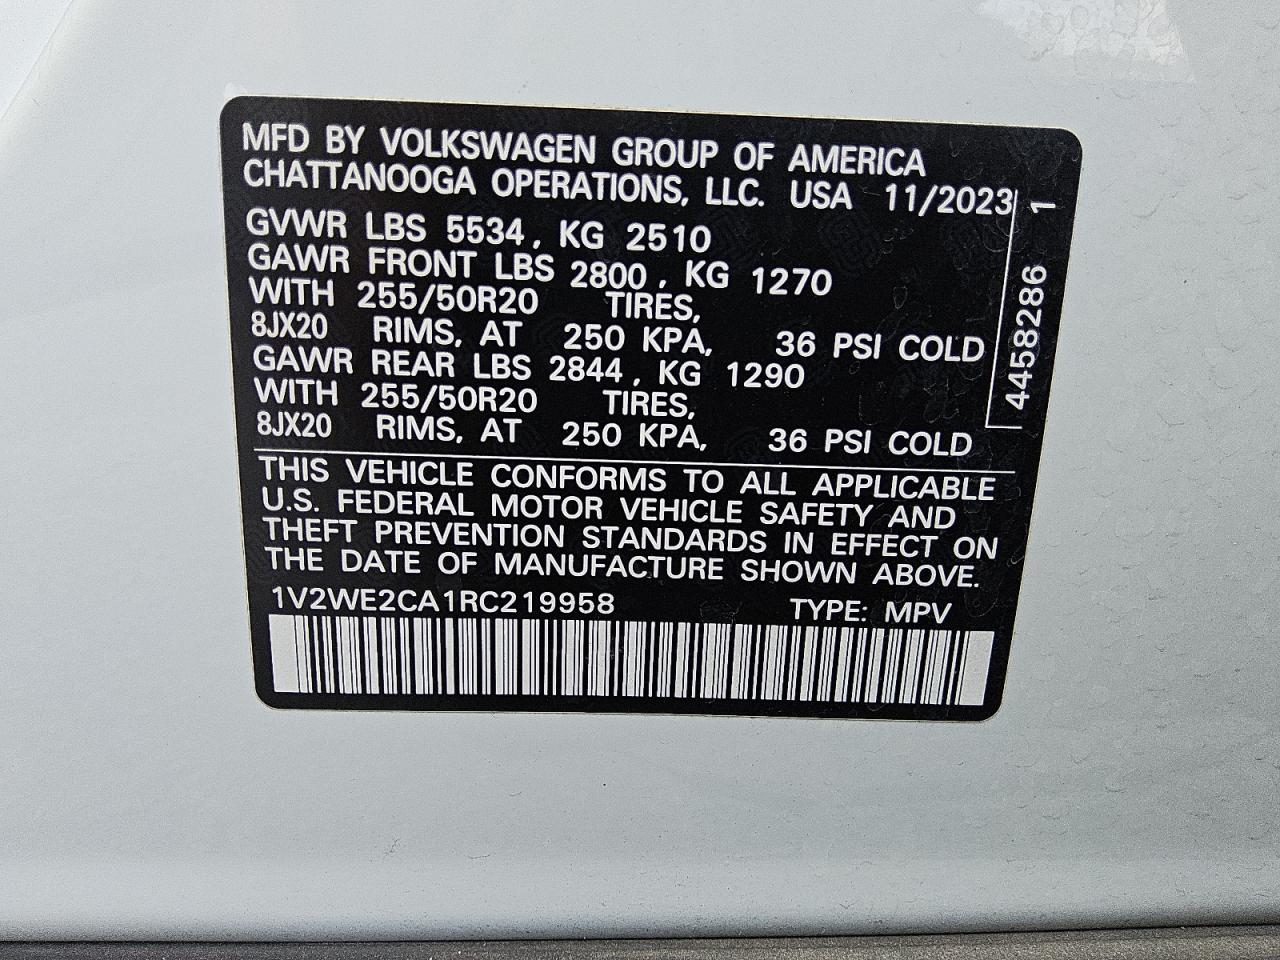 MFD BY VOLKSWAGEN GROUP OF AMERICA
CHATTANOOGA OPERATIONS, LLC. USA 11/2023
GVWR LBS 5534, KG 2510
GAWR FRONT LBS 2800, KG 1270
WITH 255/50R20 TIRES,
8JX20 RIMS, AT 250 KPA, 36 PSI COLD
GAWR REAR LBS 2844, KG 1290
WITH 255/50R20 TIRES,
8JX20 RIMS, AT 250 KPA, 36 PSI COLD
4458286 1
THIS VEHICLE CONFORMS TO ALL APPLICABLE
U.S. FEDERAL MOTOR VEHICLE SAFETY AND
THEFT PREVENTION STANDARDS IN EFFECT ON
THE DATE OF MANUFACTURE SHOWN ABOVE.
1V2WE2CA1RC219958 TYPE: MPV